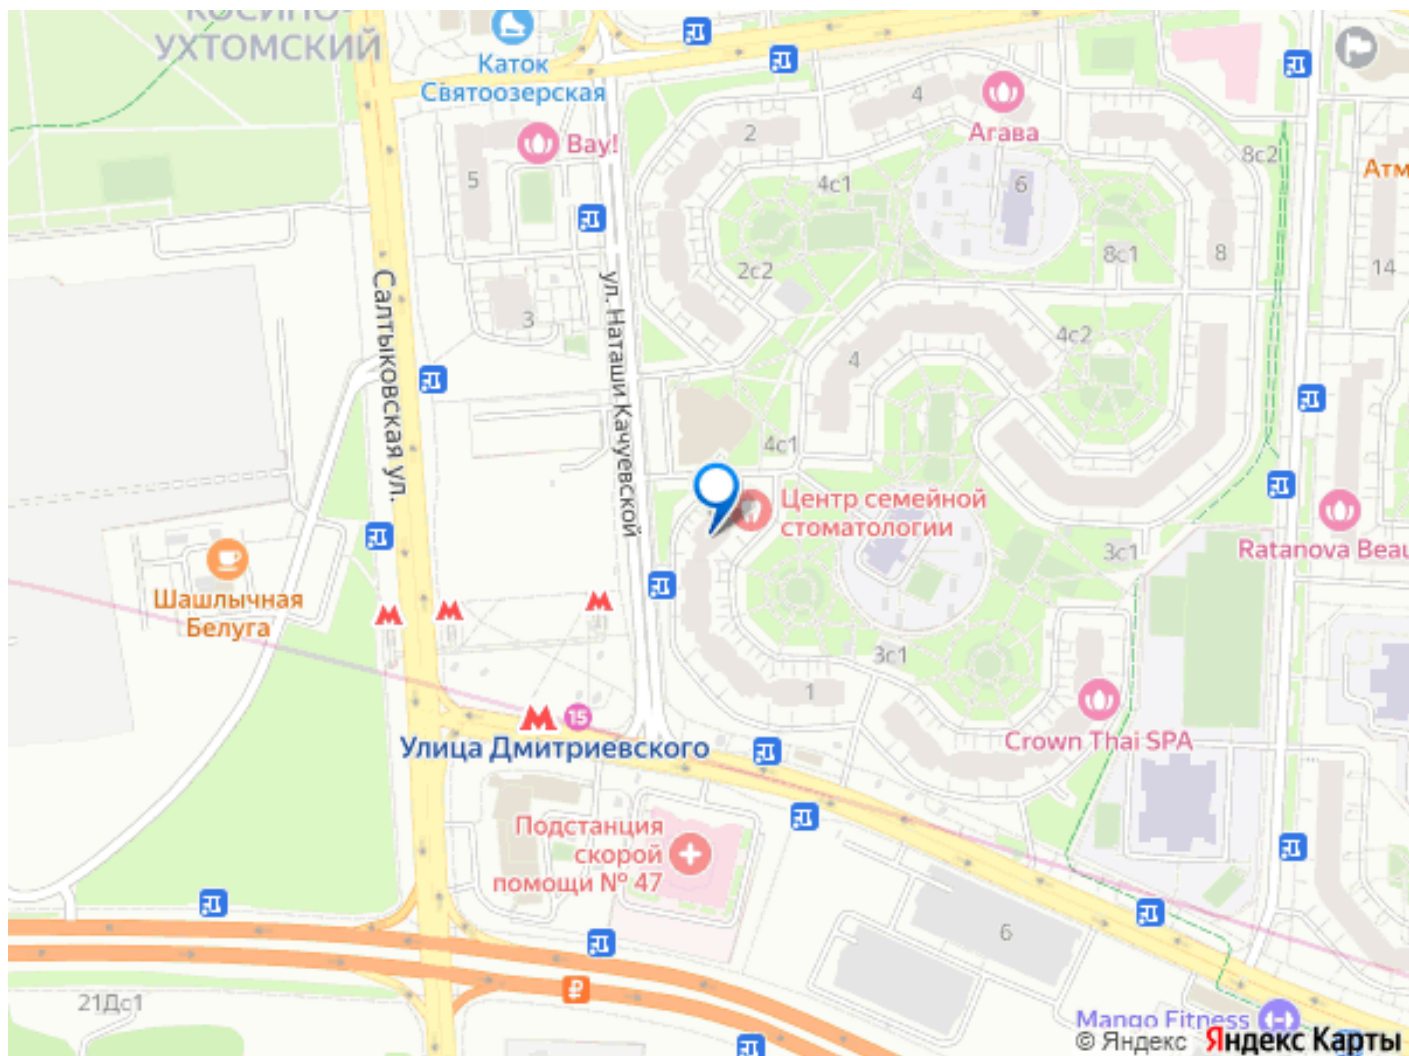 КОСИНО-
УХТОМСКИЙ
Каток
Святоозерская
Вау!
5
3
2
4
Агава
4с1
6
8с2
Атм
2с2
8с1
8
14
4с2
4
4с1
Салтыковская ул.
ул. Наташи Качуевской
Центр семейной
стоматологии
3с1
Ratanova Beau
Шашлычная
Белуга
3с1
1
Crown Thai SPA
15
Улица Дмитриевского
Подстанция
скорой
помощи № 47
6
21Дс1
Mango Fitness
© Яндекс Яндекс Карты